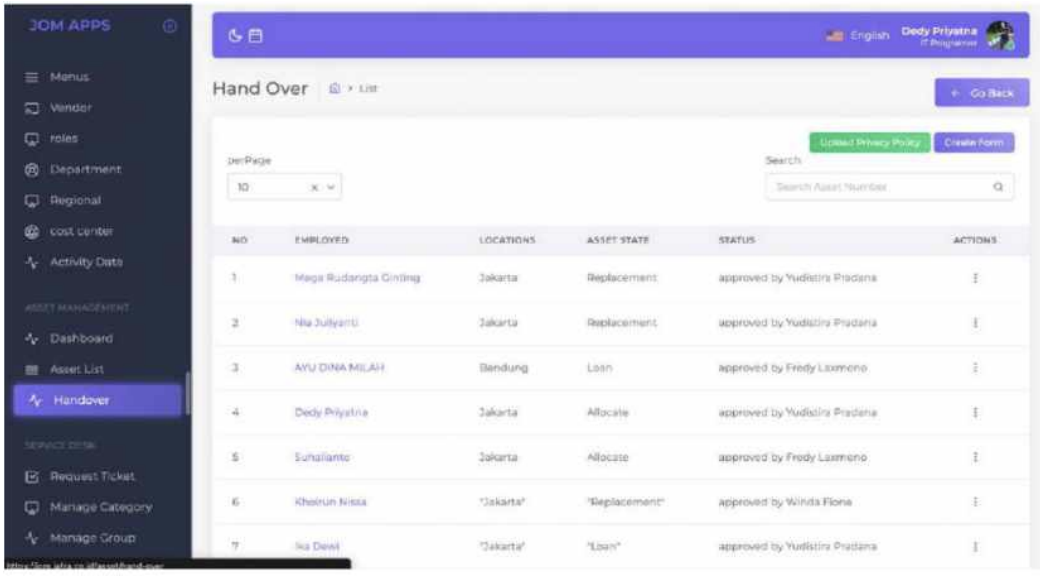 JOM APPS
English
Dedy Priyatna
IT Programmer
Menus
Vendor
roles
Department
Regional
cost center
Activity Data
ASSET MANAGEMENT
Dashboard
Asset List
Handover
SERVICE DESK
Request Ticket
Manage Category
Manage Group
Hand Over
List
Go Back
Upload Privacy Policy
Create Form
perPage
10
Search
Search Asset Number
NO EMPLOYED LOCATIONS ASSET STATE STATUS ACTIONS
1 Mega Rudangta Ginting Jakarta Replacement approved by Yudistira Pradana
2 Nia Juliyanti Jakarta Replacement approved by Yudistira Pradana
3 AYU DINA MILAH Bandung Loan approved by Fredy Laxmono
4 Dedy Priyatna Jakarta Allocate approved by Yudistira Pradana
5 Suhalianto Jakarta Allocate approved by Fredy Laxmono
6 Khoirun Nissa "Jakarta" "Replacement" approved by Winda Fiona
7 Ika Dewi "Jakarta" "Loan" approved by Yudistira Pradana